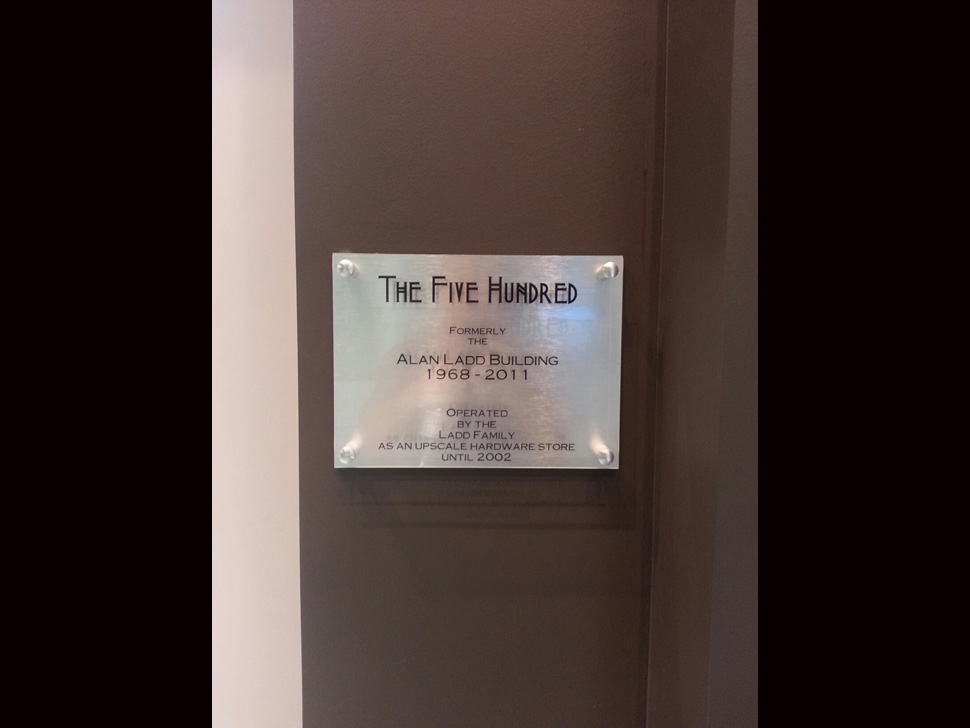 The Five Hundred
Formerly
the
Alan Ladd Building
1968 - 2011
Operated
by the
Ladd Family
as an upscale hardware store
until 2002